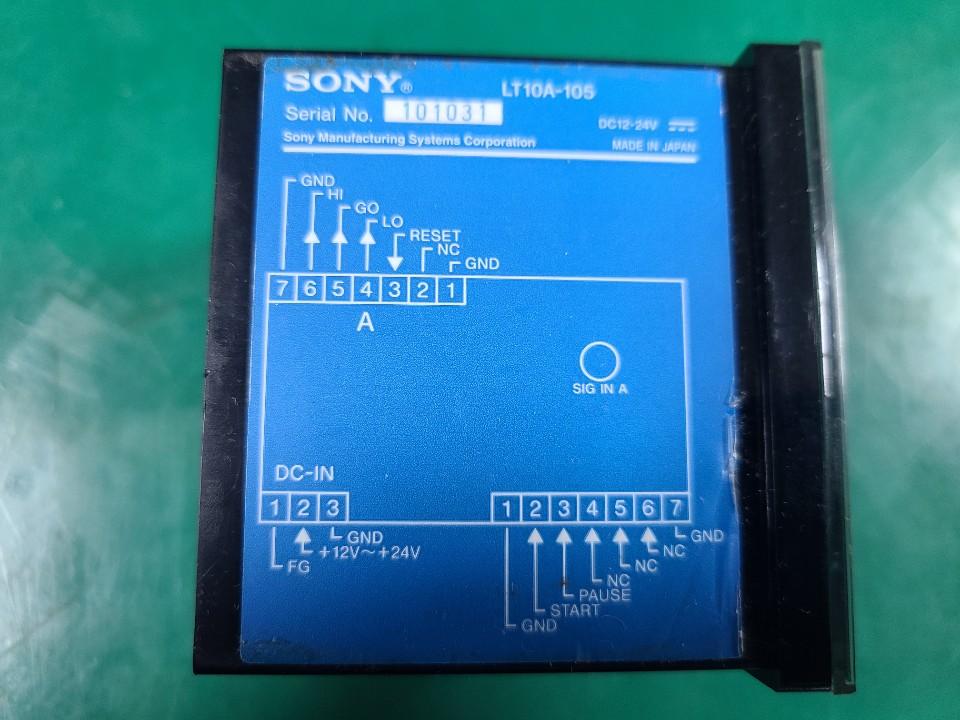 SONY® LT10A-105
Serial No. 101031
DC12-24V
Sony Manufacturing Systems Corporation MADE IN JAPAN
GND
HI
GO
LO
RESET
NC
GND
7 6 5 4 3 2 1
A
SIG IN A
DC-IN
1 2 3
GND
+12V～+24V
FG
1 2 3 4 5 6 7
GND
NC
NC
NC
PAUSE
START
GND